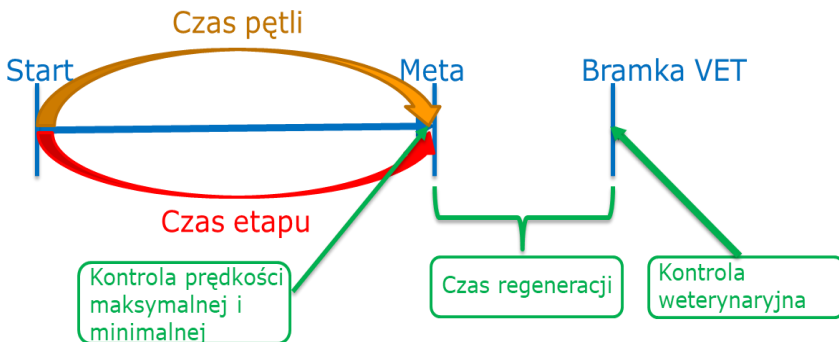 Czas pętli
Start
Meta
Bramka VET
Czas etapu
Kontrola prędkości
maksymalnej i
minimalnej
Czas regeneracji
Kontrola
weterynaryjna